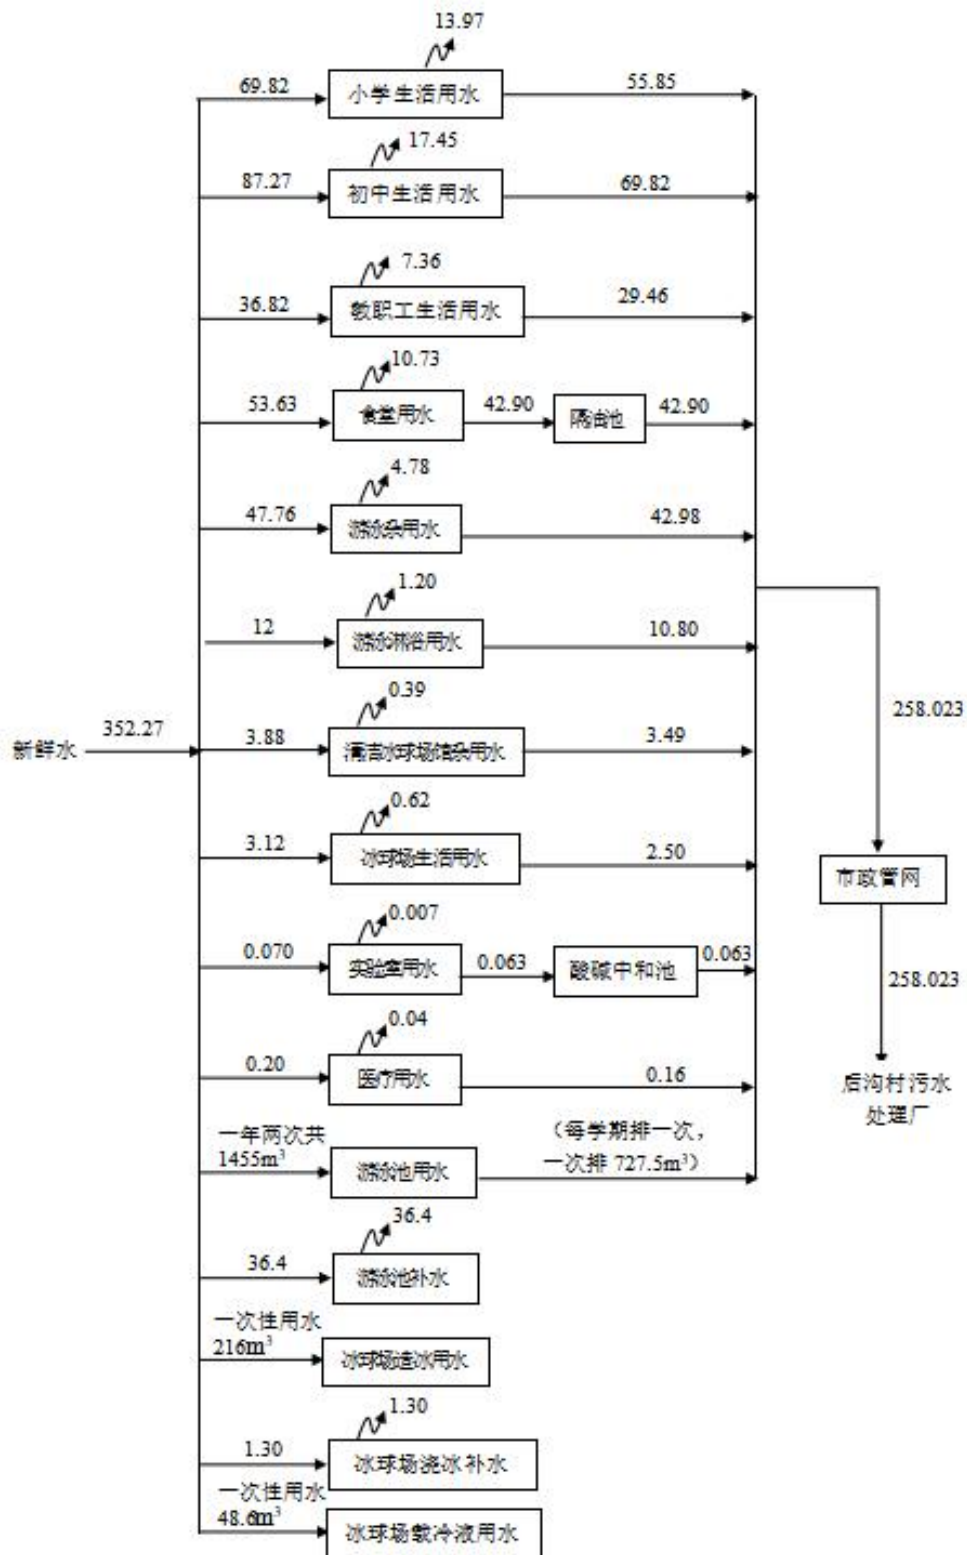 13.97
69.82
小学生活用水
55.85
17.45
87.27
初中生活用水
69.82
7.36
36.82
教职工生活用水
29.46
10.73
53.63
食堂用水
42.90
隔油池
42.90
4.78
47.76
游泳杂用水
42.98
1.20
12
游泳淋浴用水
10.80
0.39
新鲜水
352.27
3.88
清洁冰球场馆杂用水
3.49
258.023
0.62
3.12
冰球场生活用水
2.50
市政管网
0.007
0.070
实验室用水
0.063
酸碱中和池
0.063
258.023
0.04
0.20
医疗用水
0.16
后沟村污水
处理厂
一年两次共
1455m³
游泳池用水
（每学期排一次，
一次排 727.5m³）
36.4
36.4
游泳池补水
一次性用水
216m³
冰球场造冰用水
1.30
1.30
冰球场浇冰补水
一次性用水
48.6m³
冰球场载冷液用水